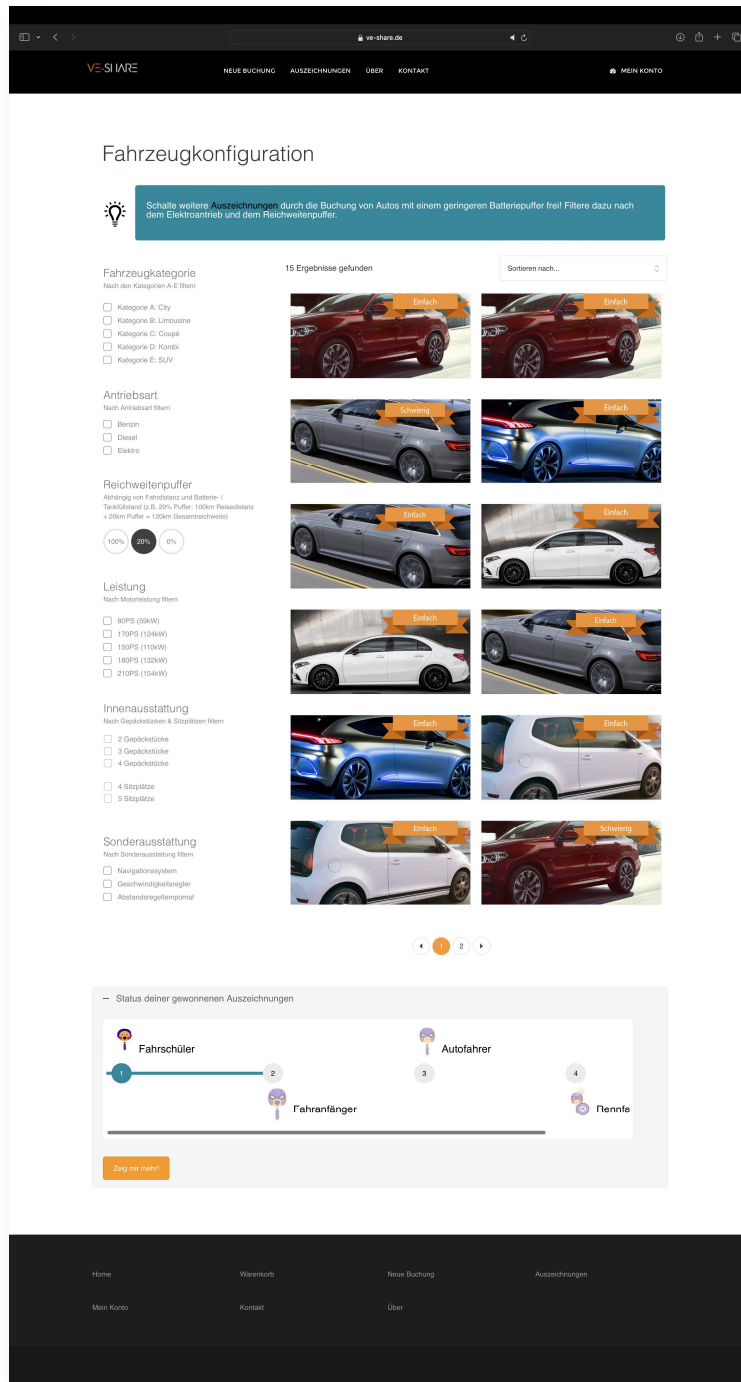 ve-share.de
VE-SHARE
NEUE BUCHUNG AUSZEICHNUNGEN ÜBER KONTAKT
MEIN KONTO
Fahrzeugkonfiguration
Schalte weitere Auszeichnungen durch die Buchung von Autos mit einem geringeren Batteriepuffer frei! Filtere dazu nach
dem Elektroantrieb und dem Reichweitenpuffer.
Fahrzeugkategorie
Nach den Kategorien A-E filtern
Kategorie A: City
Kategorie B: Limousine
Kategorie C: Coupé
Kategorie D: Kombi
Kategorie E: SUV
Antriebsart
Nach Antriebsart filtern
Benzin
Diesel
Elektro
Reichweitenpuffer
Abhängig von Fahrdistanz und Batterie- /
Tankfüllstand (z.B. 20% Puffer: 100km Reisedistanz
+ 20km Puffer = 120km Gesamtreichweite)
100% 20% 0%
Leistung
Nach Motorleistung filtern
80PS (59kW)
170PS (124kW)
150PS (110kW)
180PS (132kW)
210PS (154kW)
Innenausstattung
Nach Gepäckstücken & Sitzplätzen filtern
2 Gepäckstücke
3 Gepäckstücke
4 Gepäckstücke
4 Sitzplätze
5 Sitzplätze
Sonderausstattung
Nach Sonderausstattung filtern
Navigationssystem
Geschwindigkeitsregler
Abstandsregeltempomat
15 Ergebnisse gefunden
Sortieren nach...
Einfach Einfach
Schwierig Einfach
Einfach Einfach
Einfach Einfach
Einfach Einfach
Einfach Schwierig
1 2
Status deiner gewonnenen Auszeichnungen
Fahrschüler Autofahrer
1 2 3 4
Fahranfänger Rennfa
Zeig mir mehr!
Home Warenkorb Neue Buchung Auszeichnungen
Mein Konto Kontakt Über